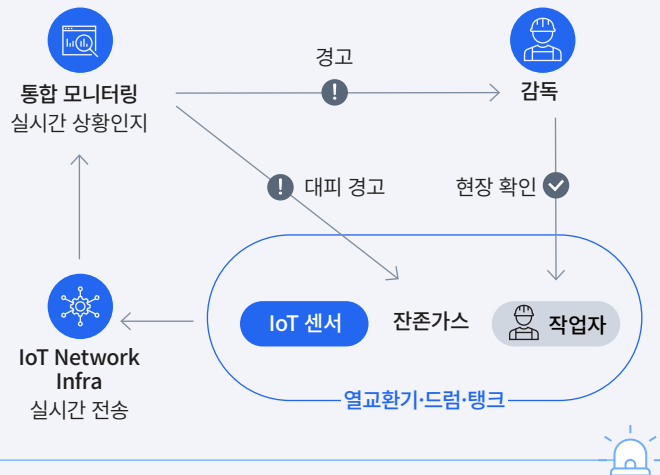 통합 모니터링
실시간 상황인지
경고
감독
대피 경고
현장 확인
IoT 센서
잔존가스
작업자
열교환기·드럼·탱크
IoT Network
Infra
실시간 전송